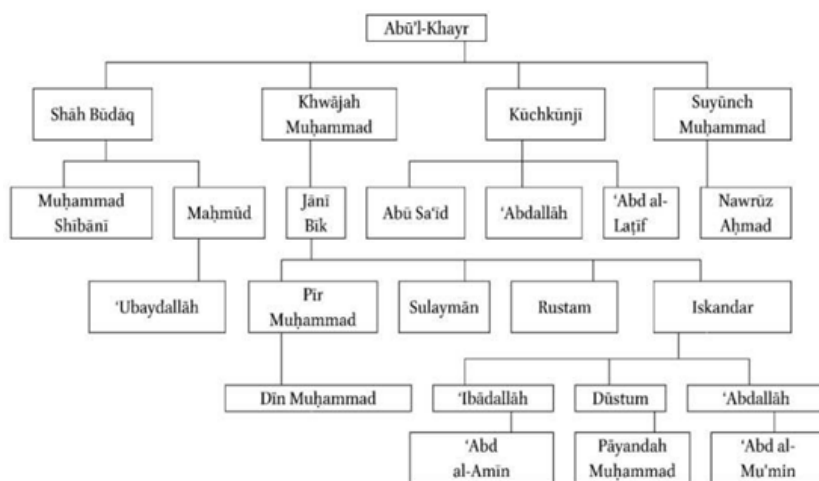 Abū’l-Khayr
Shāh Būdāq
Khwājah
Muḥammad
Kūchkūnjī
Suyūnch
Muḥammad
Muḥammad
Shībānī
Maḥmūd
Jānī
Bīk
Abū Sa‘īd
‘Abdallāh
‘Abd al-
Laṭīf
Nawrūz
Aḥmad
‘Ubaydallāh
Pīr
Muḥammad
Sulaymān
Rustam
Iskandar
Dīn Muḥammad
‘Ibādallāh
Dūstum
‘Abdallāh
‘Abd
al-Amīn
Pāyandah
Muḥammad
‘Abd al-
Mu’min